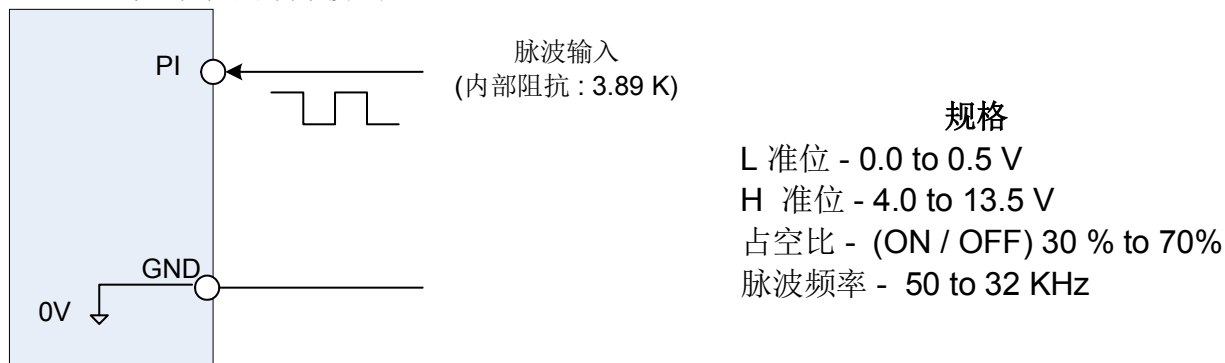 PI
脉波输入
(内部阻抗 : 3.89 K)
GND
0V
规格
L 准位 - 0.0 to 0.5 V
H 准位 - 4.0 to 13.5 V
占空比 - (ON / OFF) 30 % to 70%
脉波频率 - 50 to 32 KHz